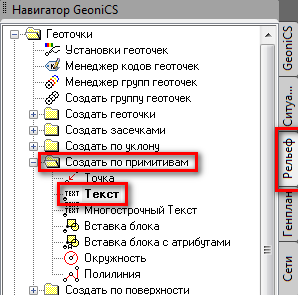 Навигатор GeoniCS
Геоточки
Установки геоточек
Менеджер кодов геоточек
Менеджер групп геоточек
Создать группу геоточек
Создать геоточки
Создать засечками
Создать по уклону
Создать по примитивам
Точка
TEXT Текст
TEXT Многострочный Текст
Вставка блока
Вставка блока с атрибутами
Окружность
Полилиния
Создать по поверхности
GeoniCS
Ситуа...
Рельеф
Генплан
Сети